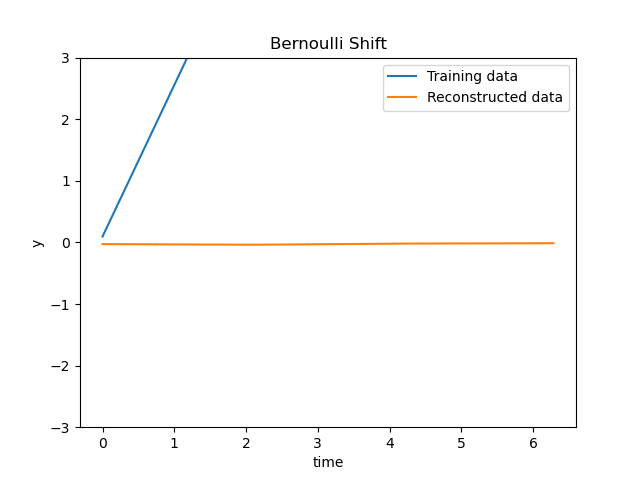 Bernoulli Shift
Training data
Reconstructed data
3
2
1
0
−1
−2
−3
y
0 1 2 3 4 5 6
time